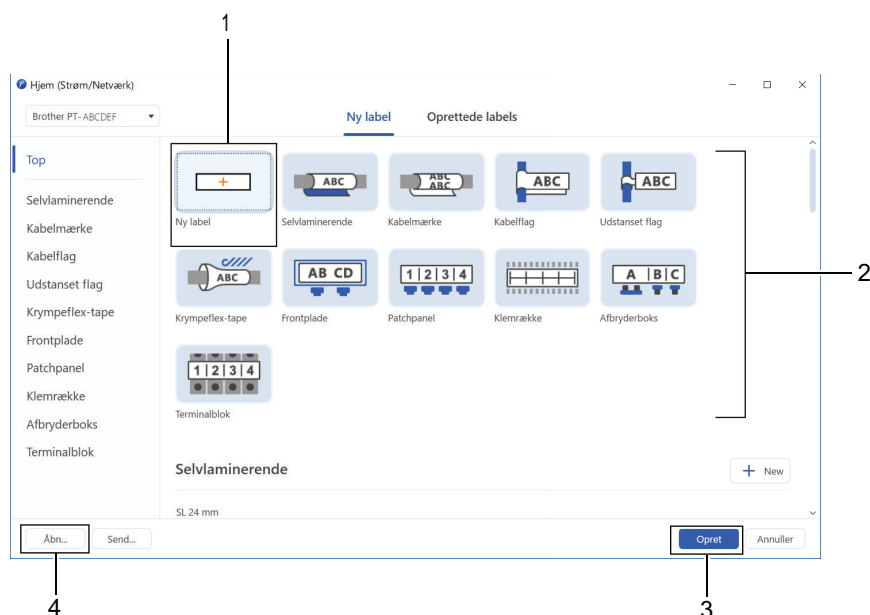 1
Hjem (Strøm/Netværk)
Brother PT-ABCDEF
Ny label
Oprettede labels
Top
Selvlaminerende
Kabelmærke
Kabelflag
Udstanset flag
Krympeflex-tape
Frontplade
Patchpanel
Klemrække
Afbryderboks
Terminalblok
ABC
ABC
ABC
ABC
ABC
Ny label
Selvlaminerende
Kabelmærke
Kabelflag
Udstanset flag
ABC
AB CD
1 2 3 4
A B C
Krympeflex-tape
Frontplade
Patchpanel
Klemrække
Afbryderboks
1 2 3 4
Terminalblok
2
Selvlaminerende
+ New
SL 24 mm
Åbn...
Send...
Opret
Annuller
4
3